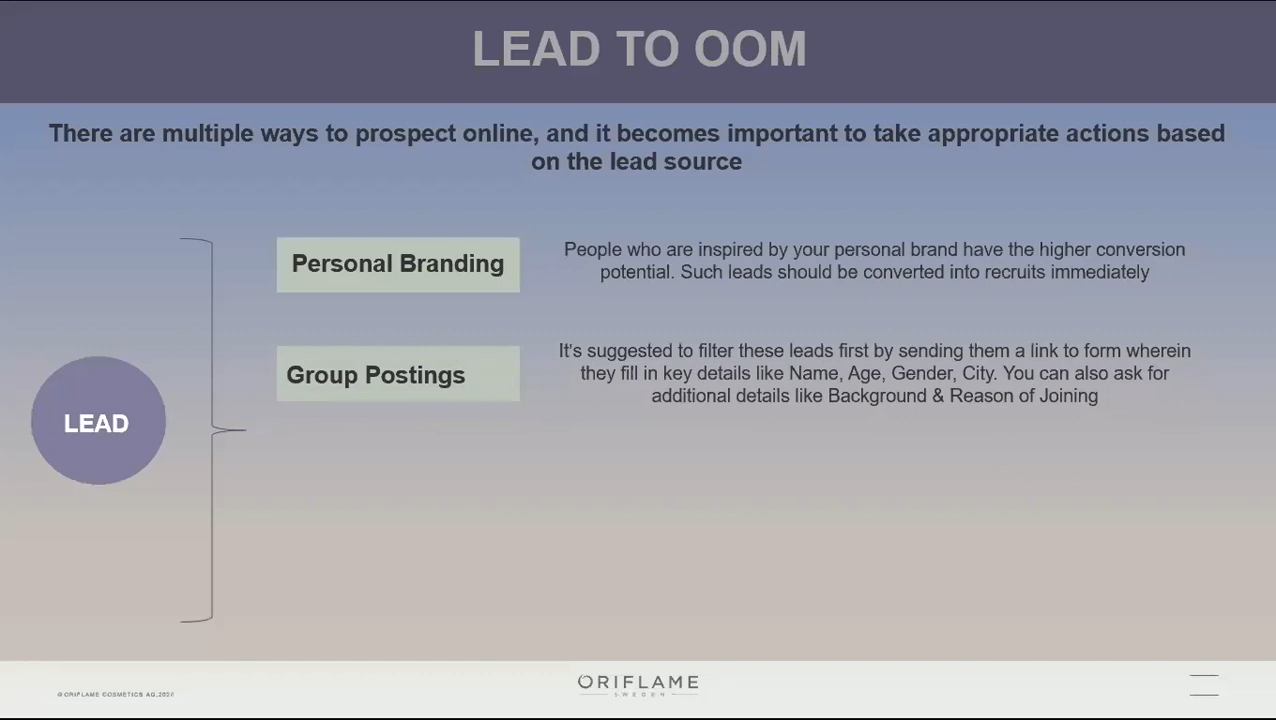 LEAD TO OOM
There are multiple ways to prospect online, and it becomes important to take appropriate actions based
on the lead source
Personal Branding
People who are inspired by your personal brand have the higher conversion
potential. Such leads should be converted into recruits immediately
Group Postings
It's suggested to filter these leads first by sending them a link to form wherein
they fill in key details like Name, Age, Gender, City. You can also ask for
additional details like Background & Reason of Joining
LEAD
© ORIFLAME COSMETICS AG,
ORIFLAME
SWEDEN